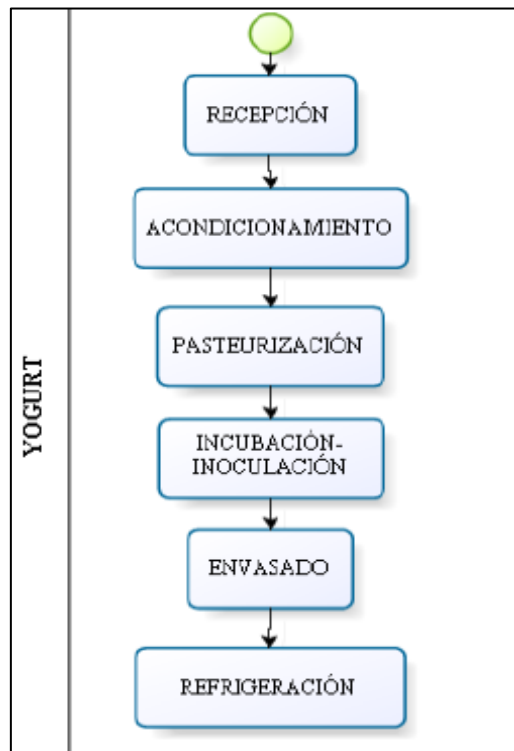 YOGURT
RECEPCIÓN
ACONDICIONAMIENTO
PASTEURIZACIÓN
INCUBACIÓN-
INOCULACIÓN
ENVASADO
REFRIGERACIÓN